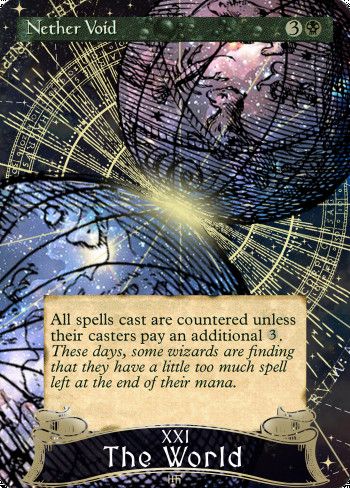 Nether Void 3
All spells cast are countered unless
their casters pay an additional 3.
These days, some wizards are finding
that they have a little too much spell
left at the end of their mana.
XXI
The World